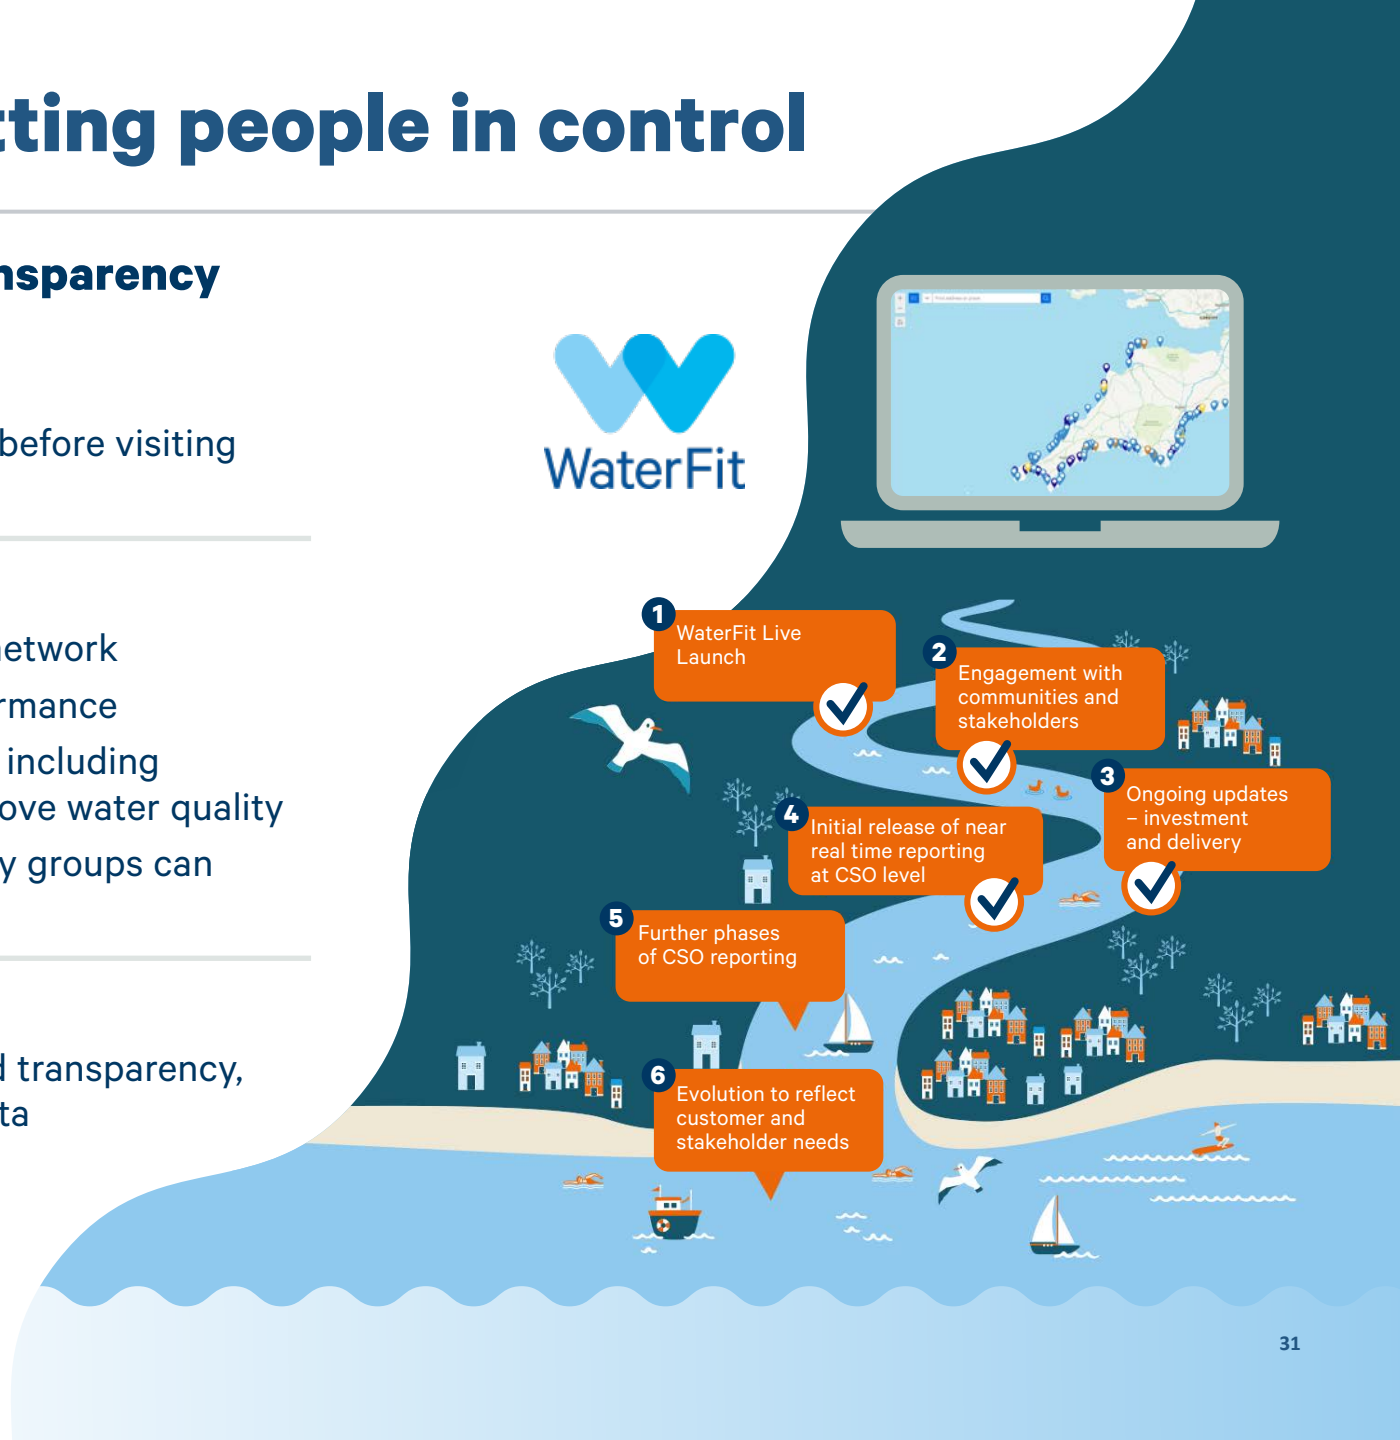 tting people in control
nsparency
before visiting
WaterFit
network
rmance
including
ove water quality
y groups can
d transparency,
ta
1
WaterFit Live
Launch
2
Engagement with
communities and
stakeholders
3
Ongoing updates
– investment
and delivery
4
Initial release of near
real time reporting
at CSO level
5
Further phases
of CSO reporting
6
Evolution to reflect
customer and
stakeholder needs
31